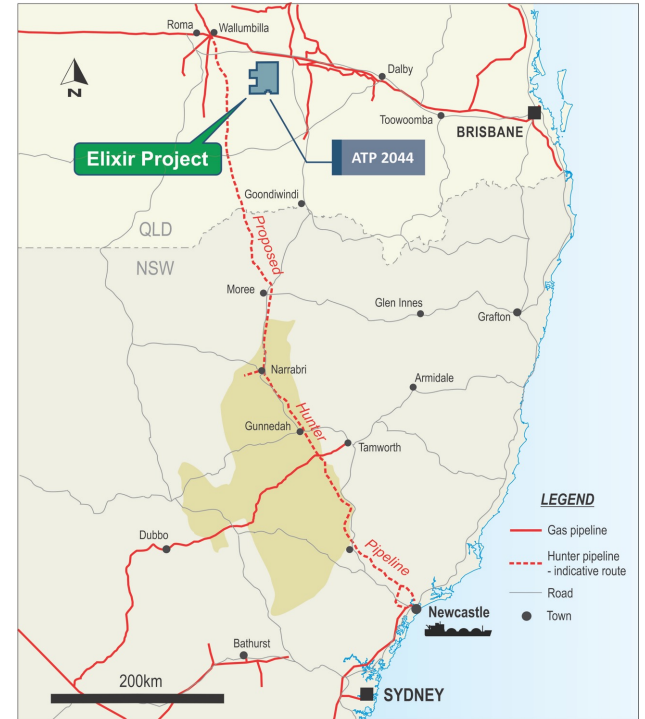 Roma
Wallumbilla
Dalby
N
Toowoomba
BRISBANE
Elixir Project
ATP 2044
Goondiwindi
QLD
Proposed
NSW
Moree
Glen Innes
Grafton
Narrabri
Armidale
Hunter
Gunnedah
Tamworth
LEGEND
Gas pipeline
Dubbo
Pipeline
Hunter pipeline
- indicative route
Road
Newcastle
Town
Bathurst
200km
SYDNEY